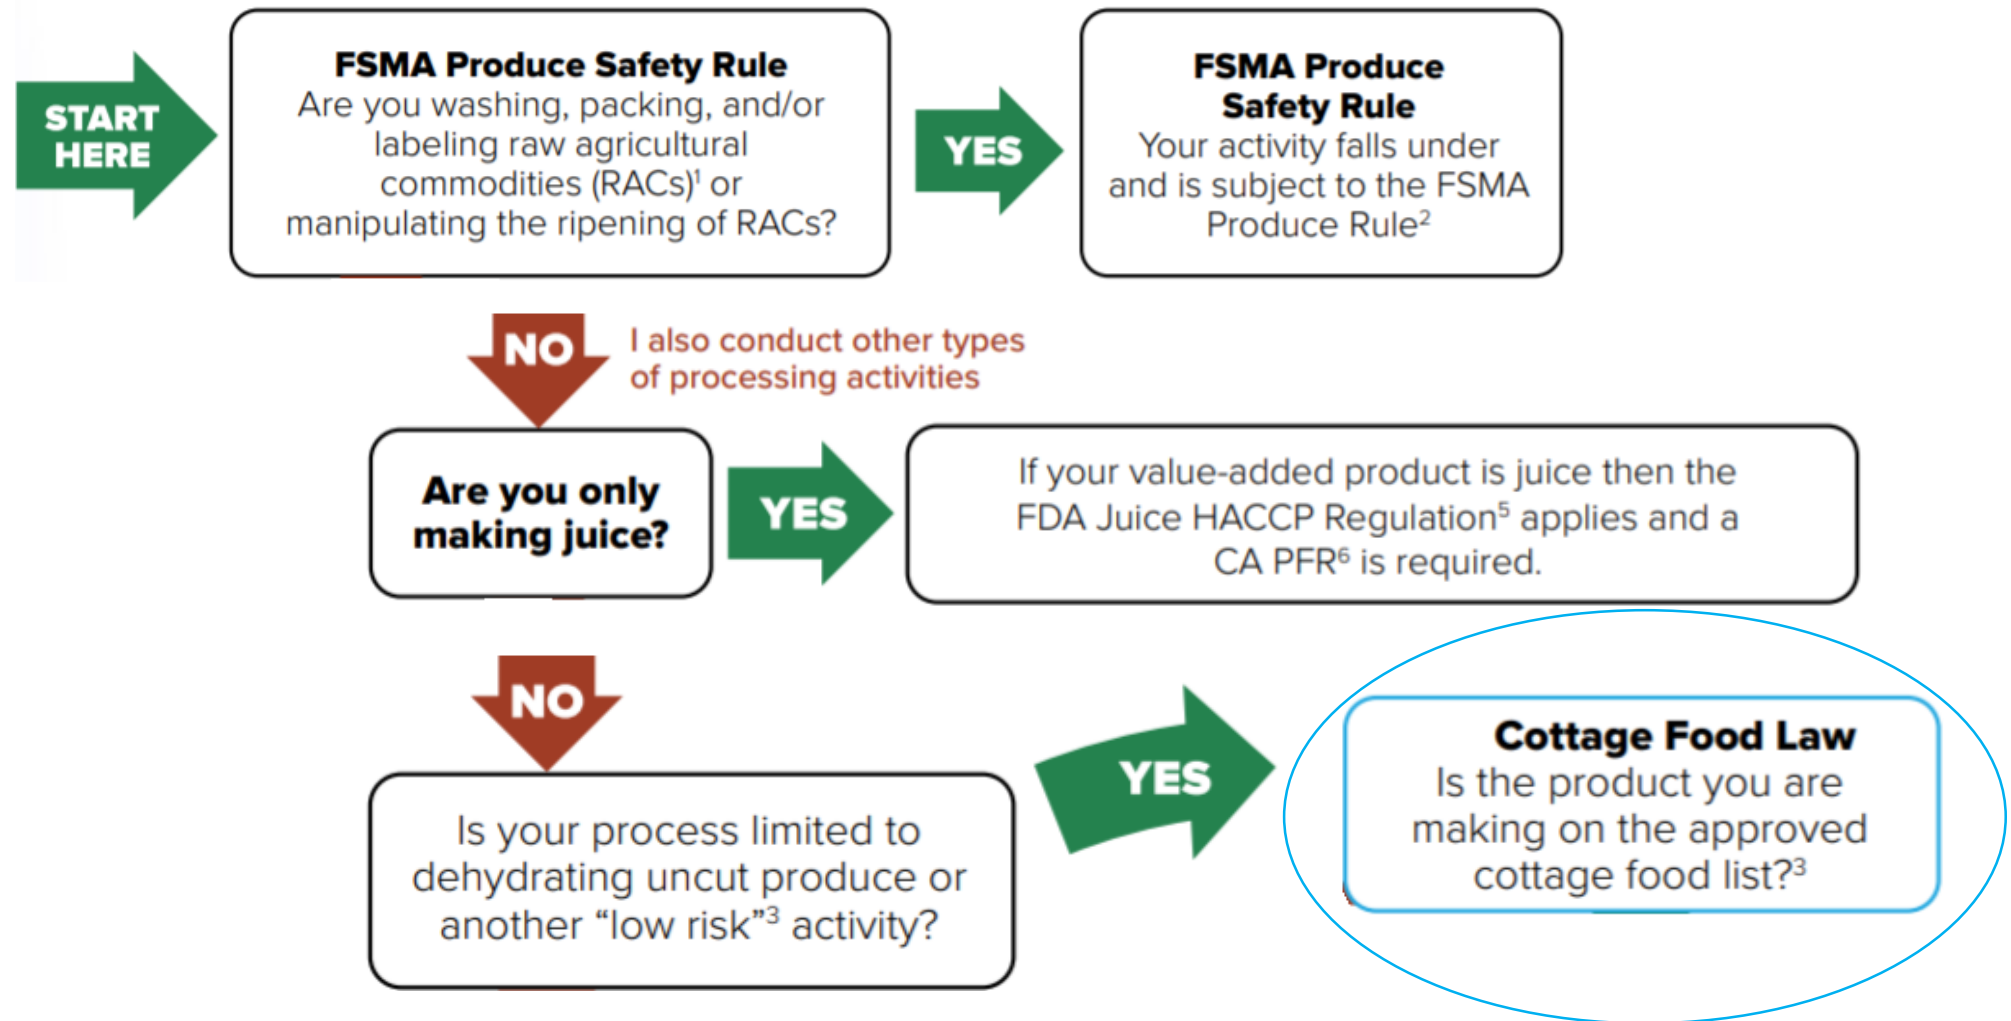 START
HERE
FSMA Produce Safety Rule
Are you washing, packing, and/or
labeling raw agricultural
commodities (RACs)¹ or
manipulating the ripening of RACs?
YES
FSMA Produce
Safety Rule
Your activity falls under
and is subject to the FSMA
Produce Rule²
NO
I also conduct other types
of processing activities
Are you only
making juice?
YES
If your value-added product is juice then the
FDA Juice HACCP Regulation⁵ applies and a
CA PFR⁶ is required.
NO
Is your process limited to
dehydrating uncut produce or
another “low risk”³ activity?
YES
Cottage Food Law
Is the product you are
making on the approved
cottage food list?³